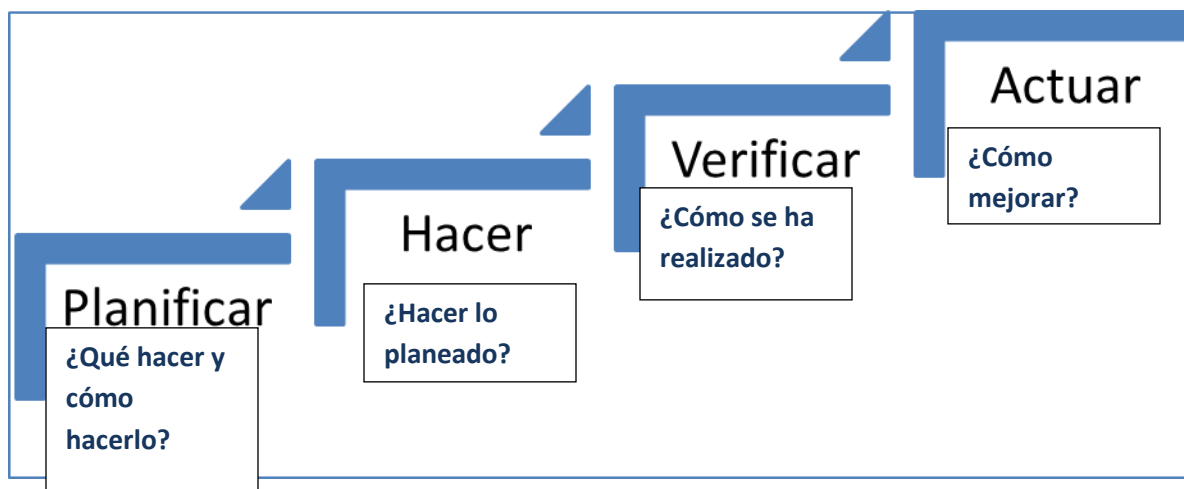 Planificar
¿Qué hacer y
cómo
hacerlo?
Hacer
¿Hacer lo
planeado?
Verificar
¿Cómo se ha
realizado?
Actuar
¿Cómo
mejorar?